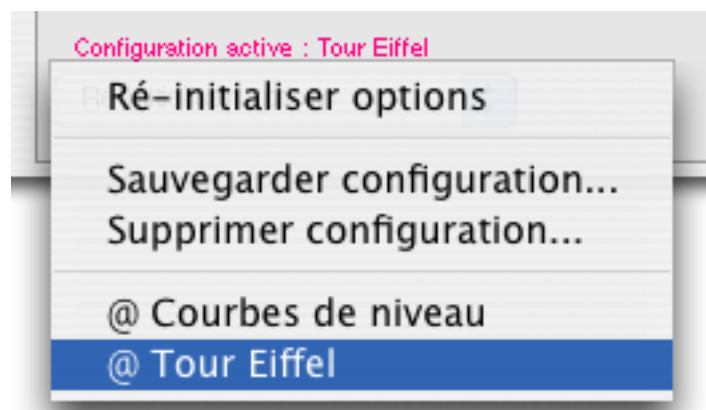 Configuration active : Tour Eiffel
Ré-initialiser options
Sauvegarder configuration...
Supprimer configuration...
@ Courbes de niveau
@ Tour Eiffel